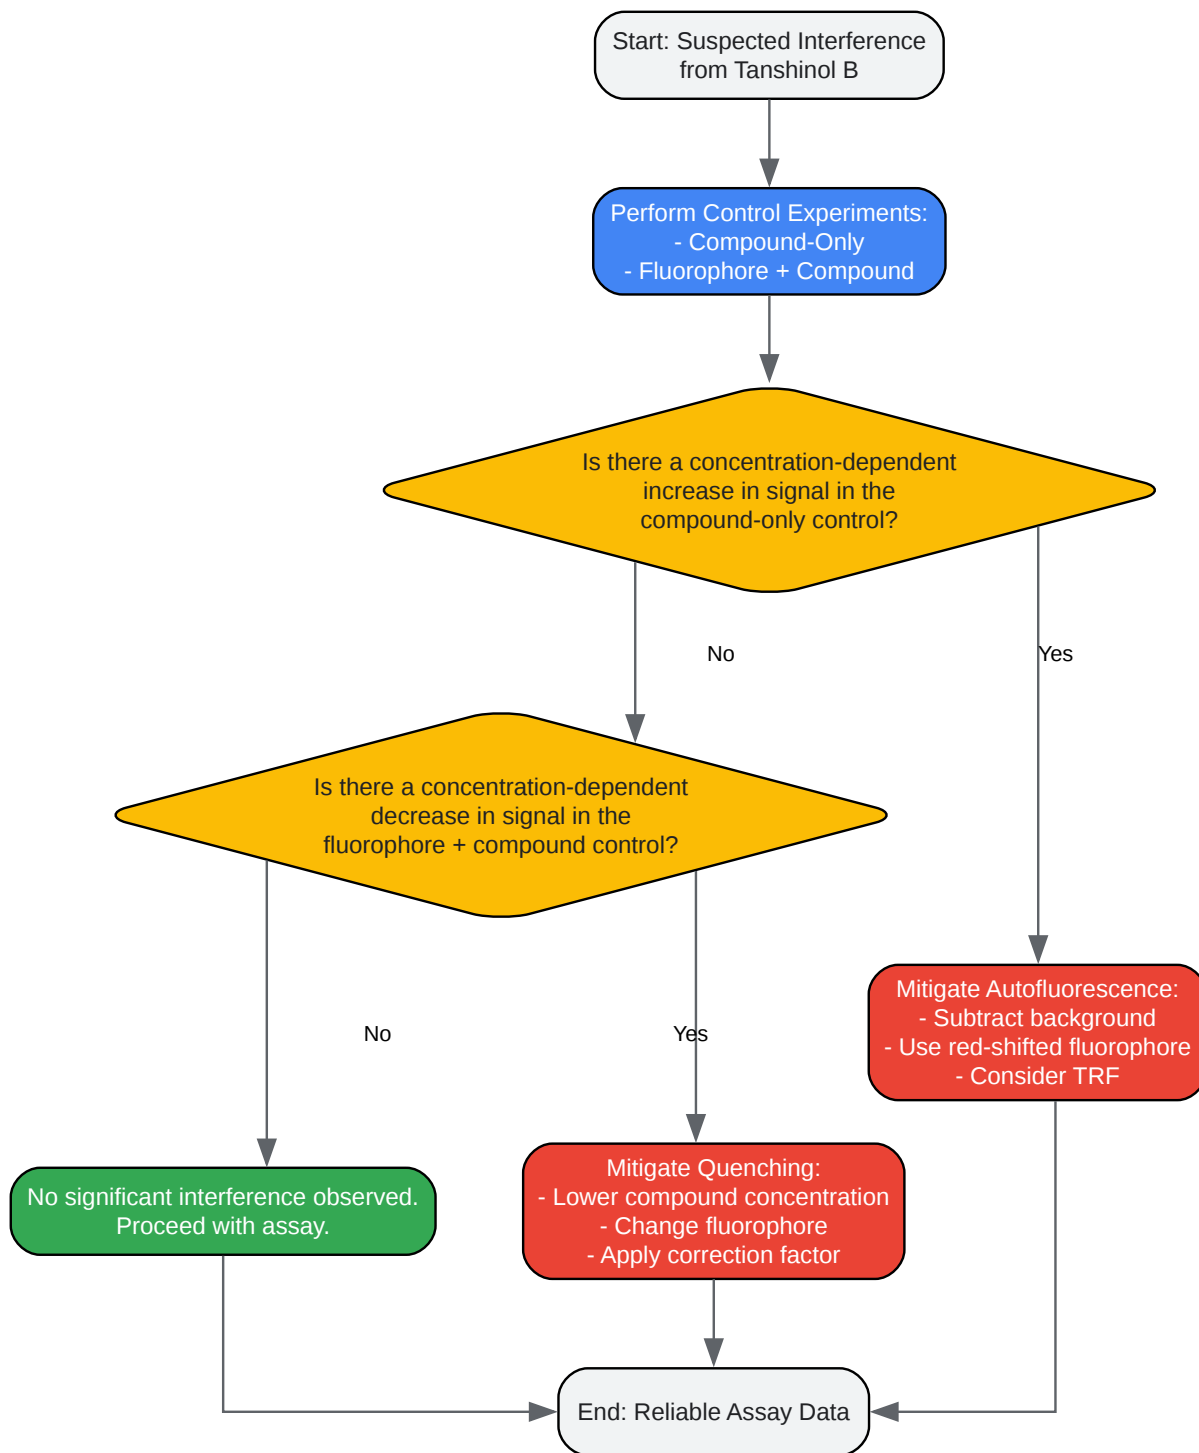 Start: Suspected Interference
from Tanshinol B
Perform Control Experiments:
- Compound-Only
- Fluorophore + Compound
Is there a concentration-dependent
increase in signal in the
compound-only control?
No
Yes
Is there a concentration-dependent
decrease in signal in the
fluorophore + compound control?
No
Yes
Mitigate Autofluorescence:
- Subtract background
- Use red-shifted fluorophore
- Consider TRF
No significant interference observed.
Proceed with assay.
Mitigate Quenching:
- Lower compound concentration
- Change fluorophore
- Apply correction factor
End: Reliable Assay Data